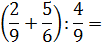 (2/9 + 5/6) : 4/9 =